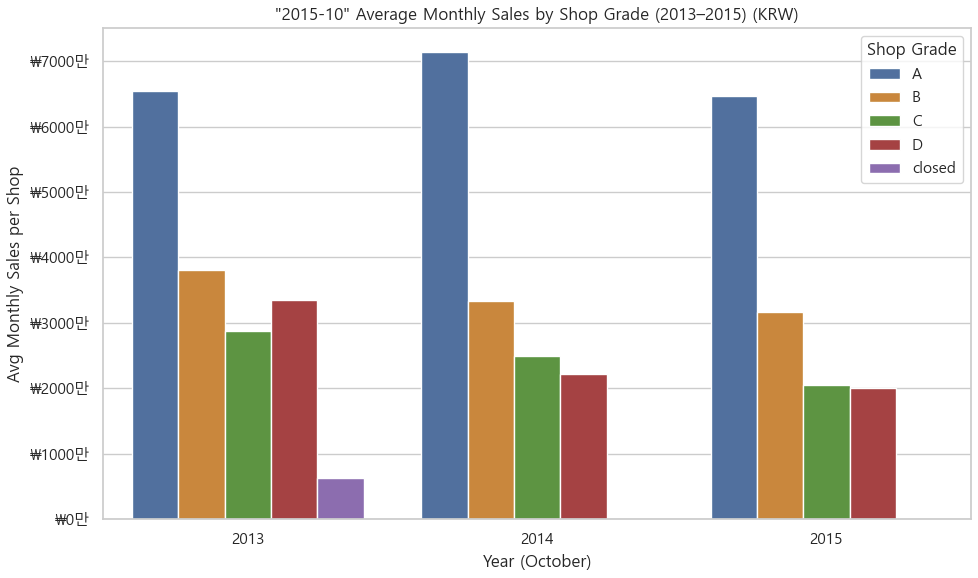 "2015-10" Average Monthly Sales by Shop Grade (2013–2015) (KRW)
Shop Grade
A
B
C
D
closed
Avg Monthly Sales per Shop
₩7000만
₩6000만
₩5000만
₩4000만
₩3000만
₩2000만
₩1000만
₩0만
2013
2014
2015
Year (October)